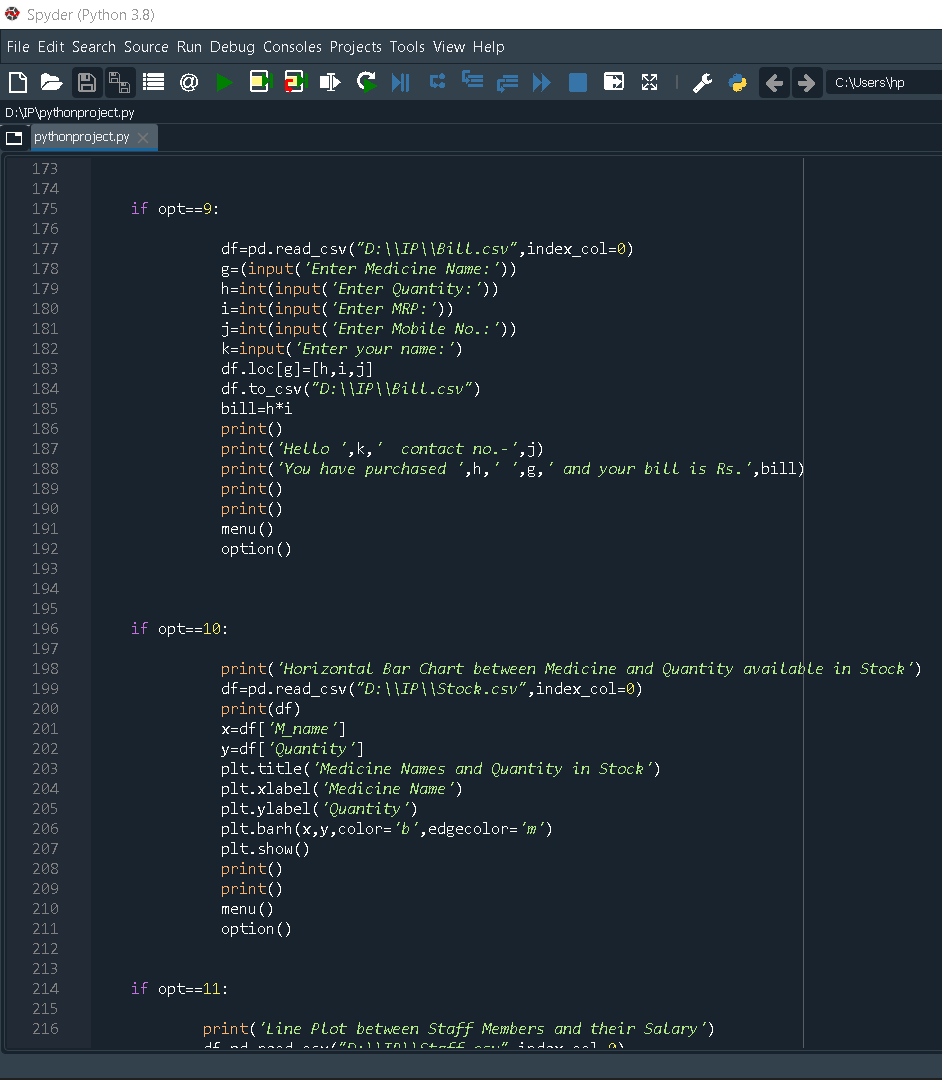 Spyder (Python 3.8)
File Edit Search Source Run Debug Consoles Projects Tools View Help
C:\Users\hp
D:\IP\pythonproject.py
pythonproject.py
173
174
175 if opt==9:
176
177 df=pd.read_csv("D:\\IP\\Bill.csv",index_col=0)
178 g=(input('Enter Medicine Name:'))
179 h=int(input('Enter Quantity:'))
180 i=int(input('Enter MRP:'))
181 j=int(input('Enter Mobile No.:'))
182 k=input('Enter your name:')
183 df.loc[g]=[h,i,j]
184 df.to_csv("D:\\IP\\Bill.csv")
185 bill=h*i
186 print()
187 print('Hello ',k,'  contact no.-',j)
188 print('You have purchased ',h,' ',g,' and your bill is Rs.',bill)
189 print()
190 print()
191 menu()
192 option()
193
194
195
196 if opt==10:
197
198 print('Horizontal Bar Chart between Medicine and Quantity available in Stock')
199 df=pd.read_csv("D:\\IP\\Stock.csv",index_col=0)
200 print(df)
201 x=df['M_name']
202 y=df['Quantity']
203 plt.title('Medicine Names and Quantity in Stock')
204 plt.xlabel('Medicine Name')
205 plt.ylabel('Quantity')
206 plt.barh(x,y,color='b',edgecolor='m')
207 plt.show()
208 print()
209 print()
210 menu()
211 option()
212
213
214 if opt==11:
215
216 print('Line Plot between Staff Members and their Salary')
df=pd.read_csv("D:\\IP\\Staff.csv",index_col=0)